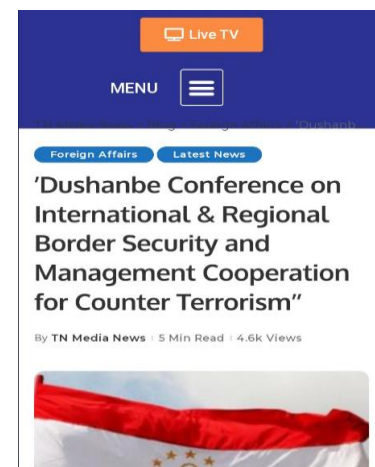 Live TV
MENU
'Dushanb
Foreign Affairs Latest News
'Dushanbe Conference on
International & Regional
Border Security and
Management Cooperation
for Counter Terrorism”
By TN Media News 5 Min Read 4.6k Views